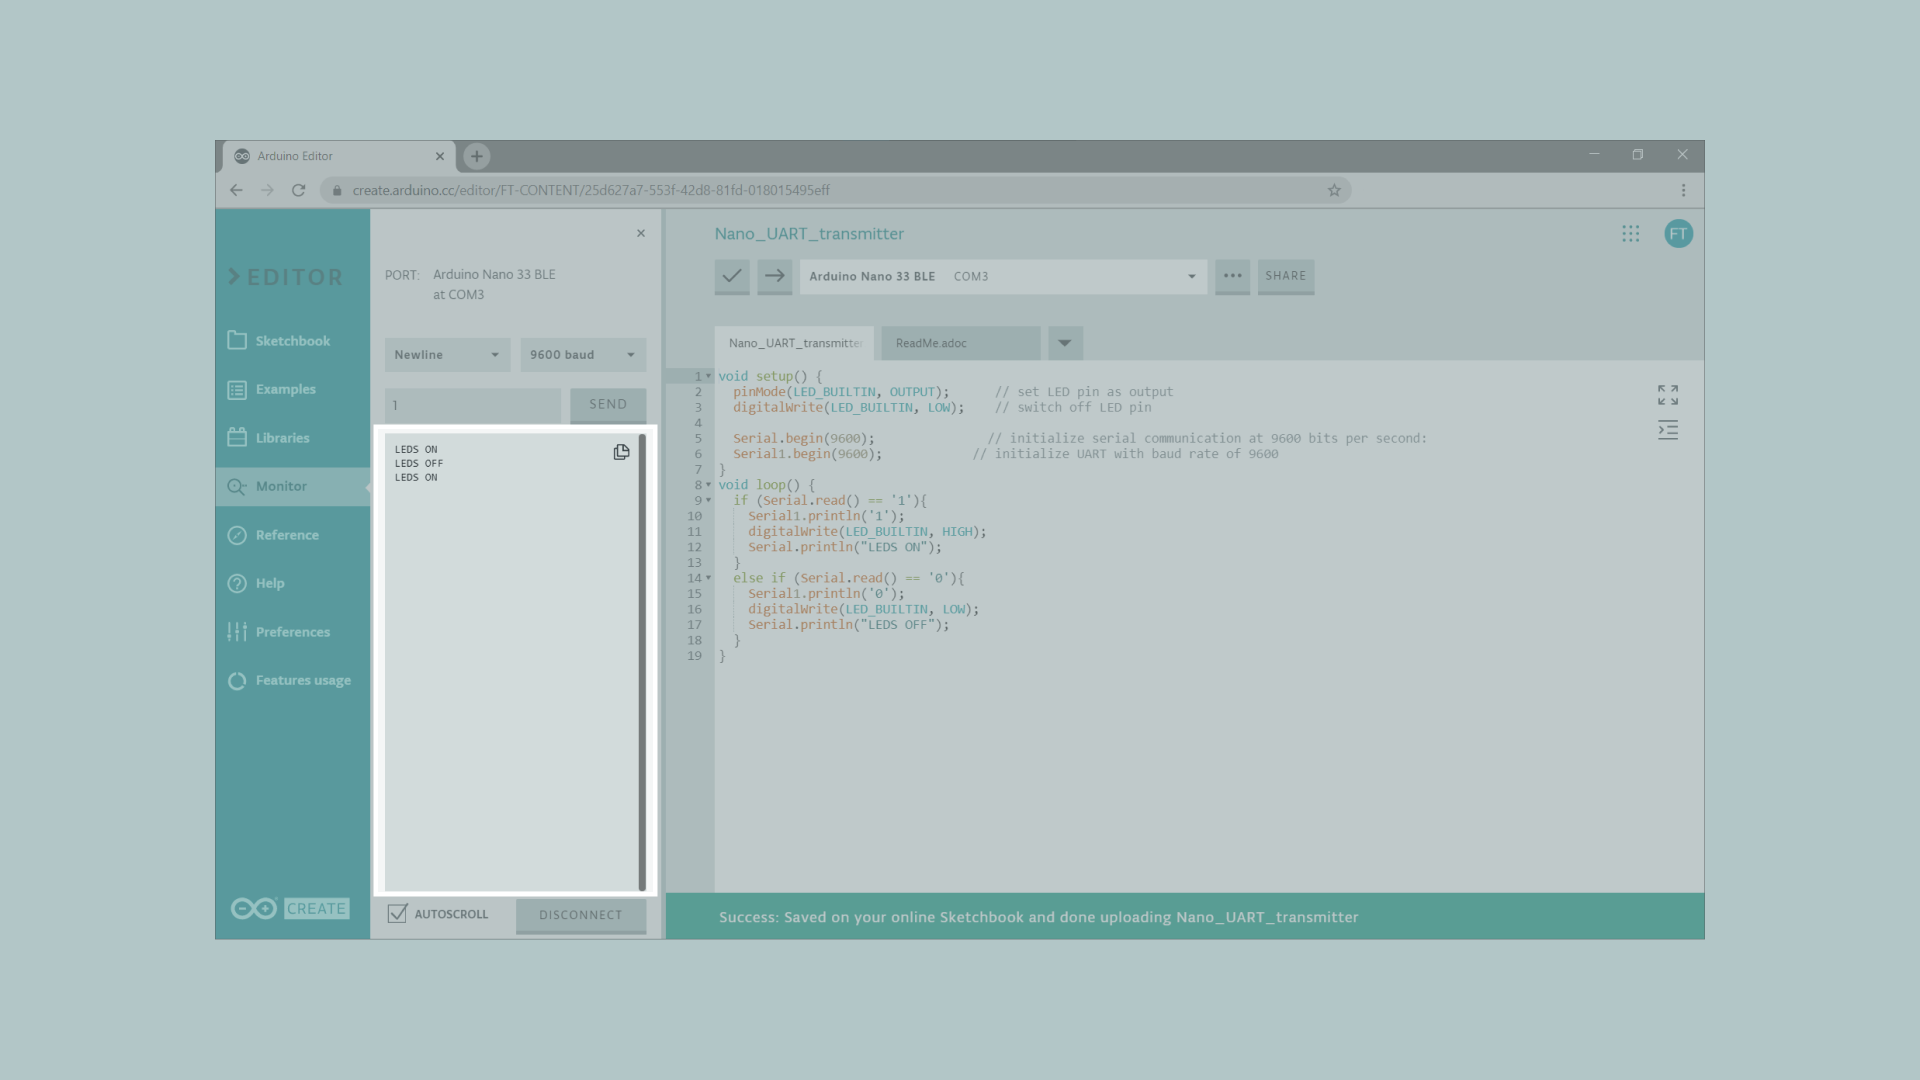 Arduino Editor
create.arduino.cc/editor/FT-CONTENT/25d627a7-553f-42d8-81fd-018015495eff
EDITOR
Sketchbook
Examples
Libraries
Monitor
Reference
Help
Preferences
Features usage
CREATE
PORT: Arduino Nano 33 BLE
at COM3
Newline 9600 baud
1 SEND
LEDS ON
LEDS OFF
LEDS ON
AUTOSCROLL DISCONNECT
Nano_UART_transmitter
FT
Arduino Nano 33 BLE COM3 ••• SHARE
Nano_UART_transmitter ReadMe.adoc
1 void setup() {
2 pinMode(LED_BUILTIN, OUTPUT); // set LED pin as output
3 digitalWrite(LED_BUILTIN, LOW); // switch off LED pin
4
5 Serial.begin(9600); // initialize serial communication at 9600 bits per second:
6 Serial1.begin(9600); // initialize UART with baud rate of 9600
7 }
8 void loop() {
9 if (Serial.read() == '1'){
10 Serial1.println('1');
11 digitalWrite(LED_BUILTIN, HIGH);
12 Serial.println("LEDS ON");
13 }
14 else if (Serial.read() == '0'){
15 Serial1.println('0');
16 digitalWrite(LED_BUILTIN, LOW);
17 Serial.println("LEDS OFF");
18 }
19 }
Success: Saved on your online Sketchbook and done uploading Nano_UART_transmitter